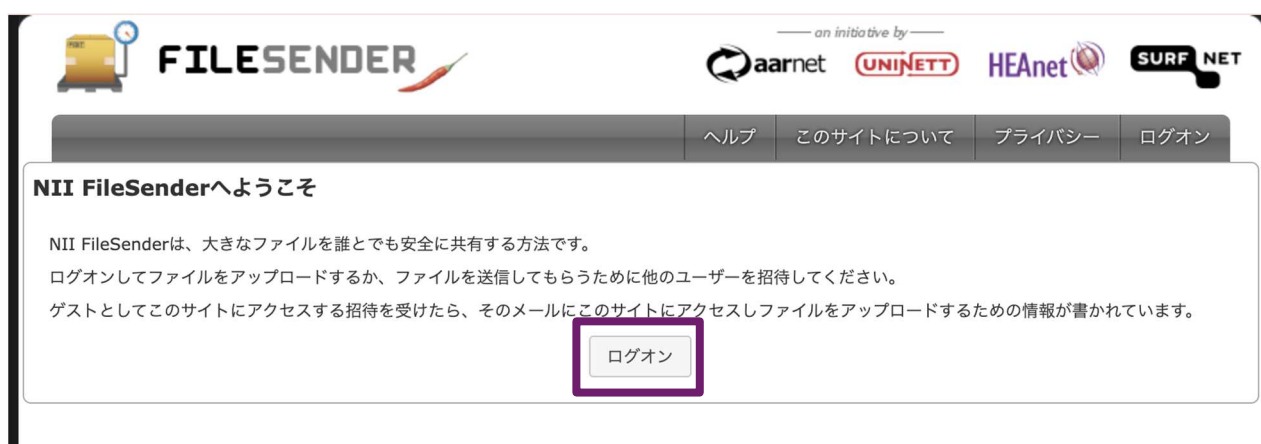 FILESENDER
an initiative by
aarnet UNINETT HEAnet SURF NET
ヘルプ このサイトについて プライバシー ログオン
NII FileSenderへようこそ
NII FileSenderは、大きなファイルを誰とでも安全に共有する方法です。
ログオンしてファイルをアップロードするか、ファイルを送信してもらうために他のユーザーを招待してください。
ゲストとしてこのサイトにアクセスする招待を受けたら、そのメールにこのサイトにアクセスしファイルをアップロードするための情報が書かれています。
ログオン